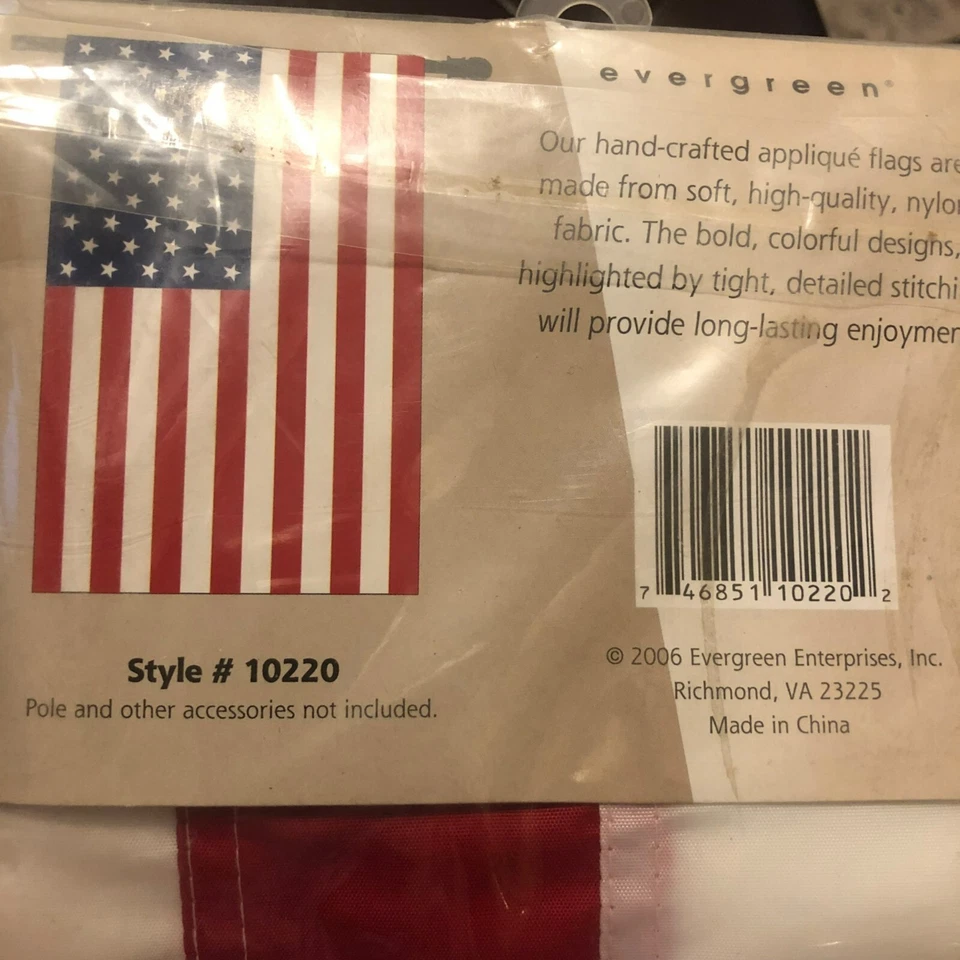 evergreen®
Our hand-crafted appliqué flags are
made from soft, high-quality, nylon
fabric. The bold, colorful designs,
highlighted by tight, detailed stitchi
will provide long-lasting enjoymen
7 46851 10220 2
Style # 10220
Pole and other accessories not included.
© 2006 Evergreen Enterprises, Inc.
Richmond, VA 23225
Made in China